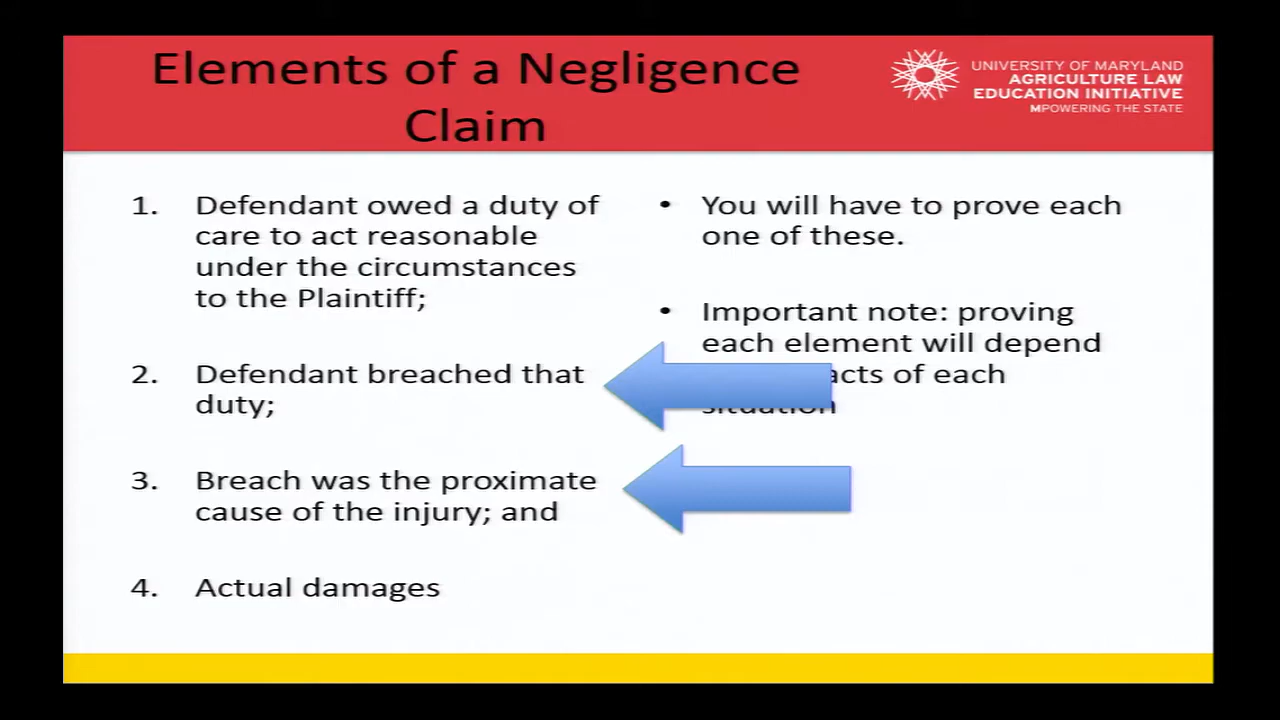 Elements of a Negligence
Claim
UNIVERSITY OF MARYLAND
AGRICULTURE LAW
EDUCATION INITIATIVE
MPOWERING THE STATE
1. Defendant owed a duty of
care to act reasonable
under the circumstances
to the Plaintiff;
2. Defendant breached that
duty;
3. Breach was the proximate
cause of the injury; and
4. Actual damages
• You will have to prove each
one of these.
• Important note: proving
each element will depend
acts of each
situation